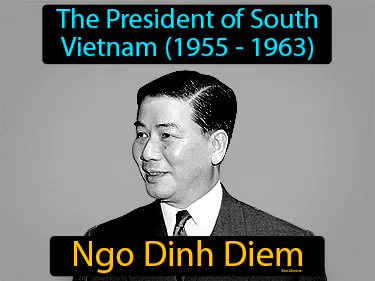 The President of South
Vietnam (1955 - 1963)
Ngo Dinh Diem